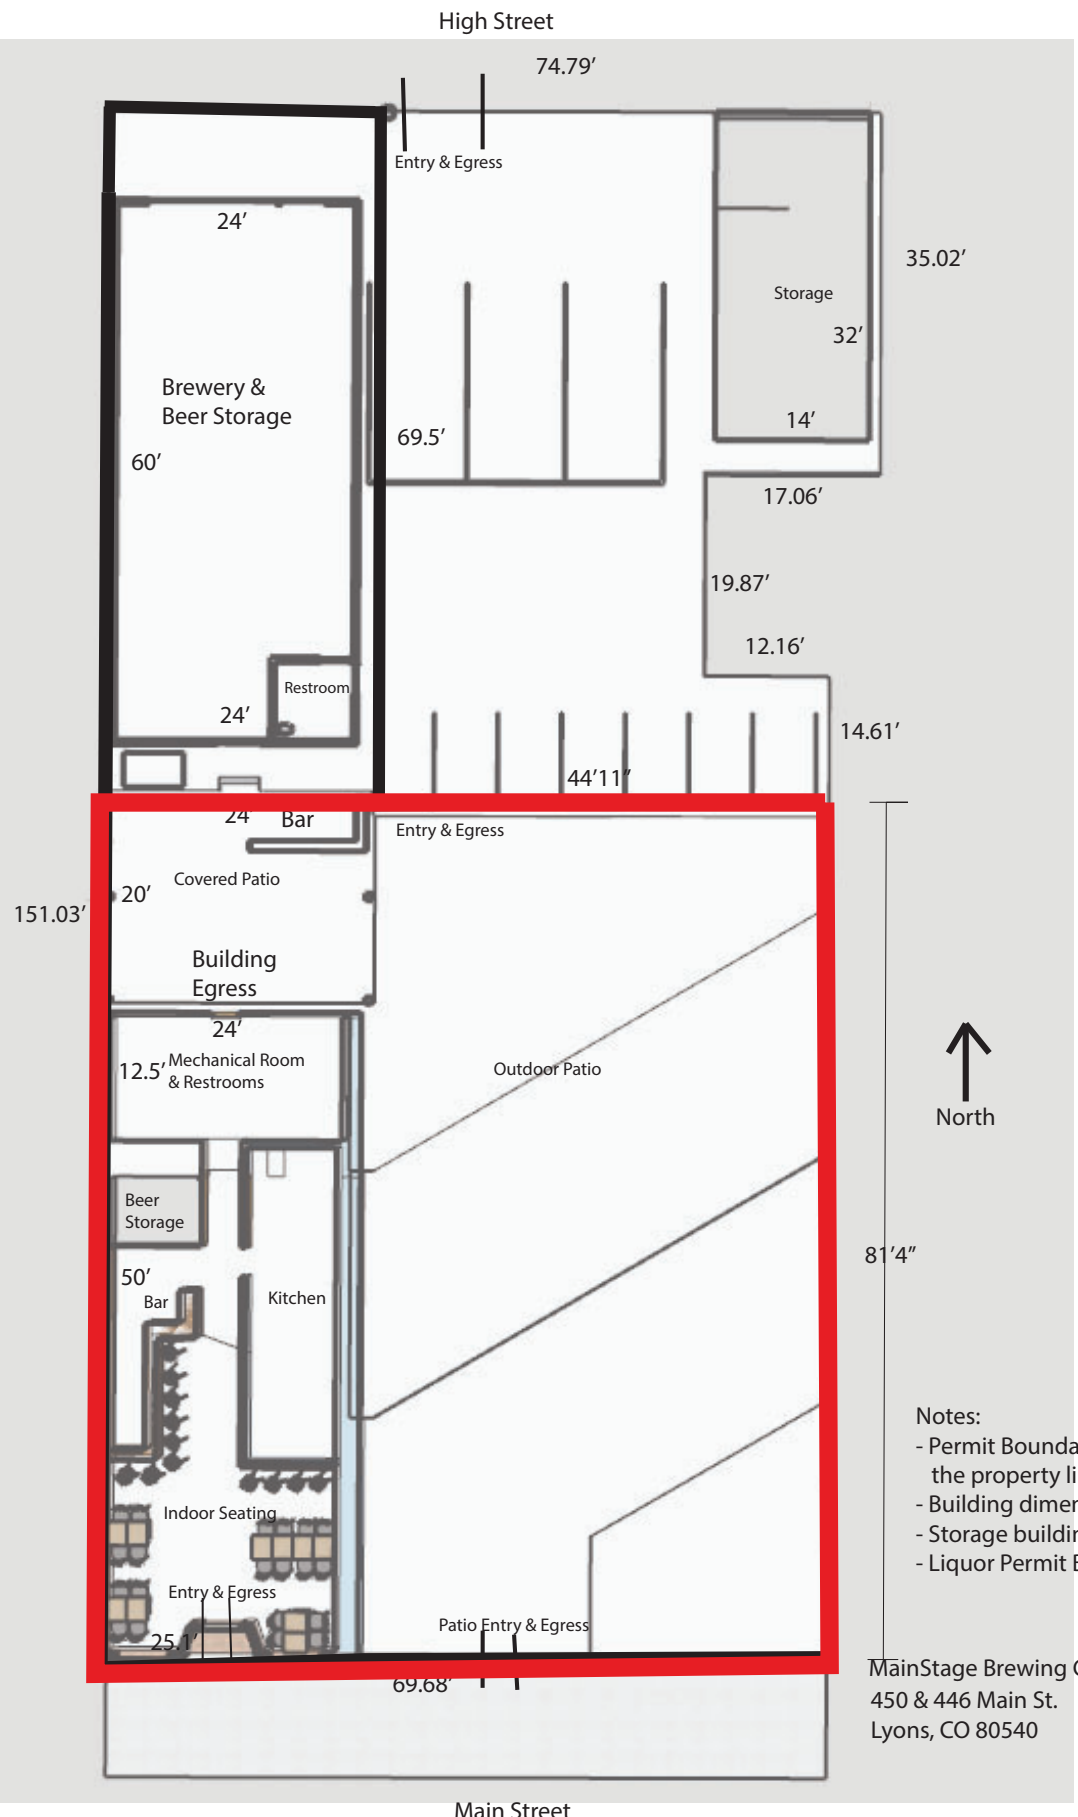 High Street
74.79’
Entry & Egress
24’
35.02’
Storage
32’
Brewery &
Beer Storage
14’
69.5’
60’
17.06’
19.87’
12.16’
Restroom
24’
14.61’
44’11”
24’
Bar
Entry & Egress
Covered Patio
20’
151.03’
Building
Egress
24’
12.5’
Mechanical Room
& Restrooms
Outdoor Patio
North
Beer
Storage
81’4”
50’
Bar
Kitchen
Notes:
- Permit
the property
- Building
- Storage
- Liquor Permit
Indoor Seating
Entry & Egress
Patio Entry & Egress
25.1’
69.68’
MainStage Brewing
450 & 446 Main St.
Lyons, CO 80540
Main Street